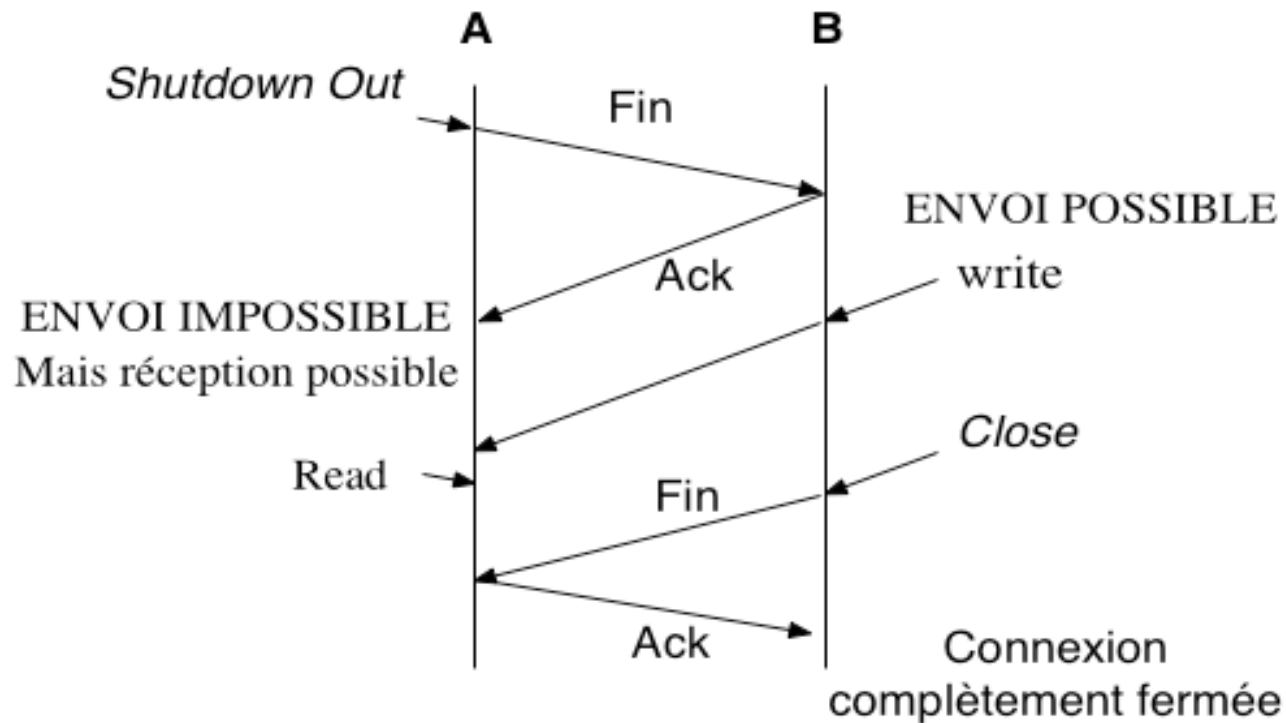 A
B
Shutdown Out
Fin
ENVOI POSSIBLE
Ack
write
ENVOI IMPOSSIBLE
Mais réception possible
Close
Read
Fin
Ack
Connexion
complètement fermée